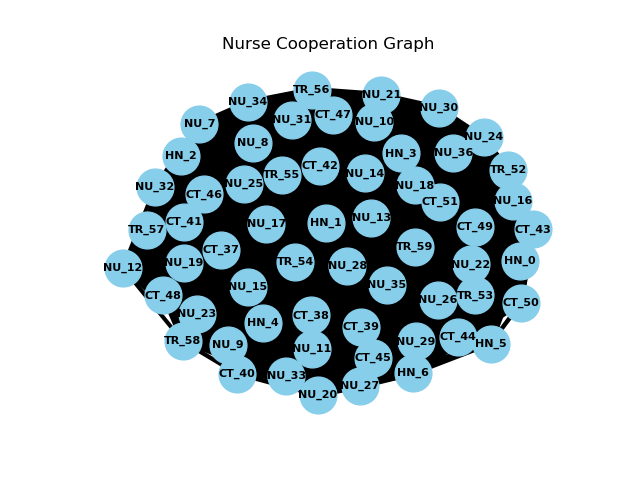 Nurse Cooperation Graph
TR_56
NU_21
NU_34
NU_30
CT_47
NU_31
NU_10
NU_7
NU_24
NU_8
HN_3
NU_36
HN_2
CT_42
TR_52
NU_14
TR_55
NU_25
NU_18
NU_32
CT_46
NU_16
CT_51
NU_13
CT_41
HN_1
NU_17
CT_49
CT_43
TR_57
TR_59
CT_37
HN_0
TR_54
NU_19
NU_22
NU_28
NU_12
NU_35
NU_15
CT_48
TR_53
NU_26
CT_50
NU_23
CT_38
HN_4
CT_39
CT_44
TR_58
NU_29
HN_5
NU_9
NU_11
CT_45
HN_6
CT_40
NU_33
NU_27
NU_20